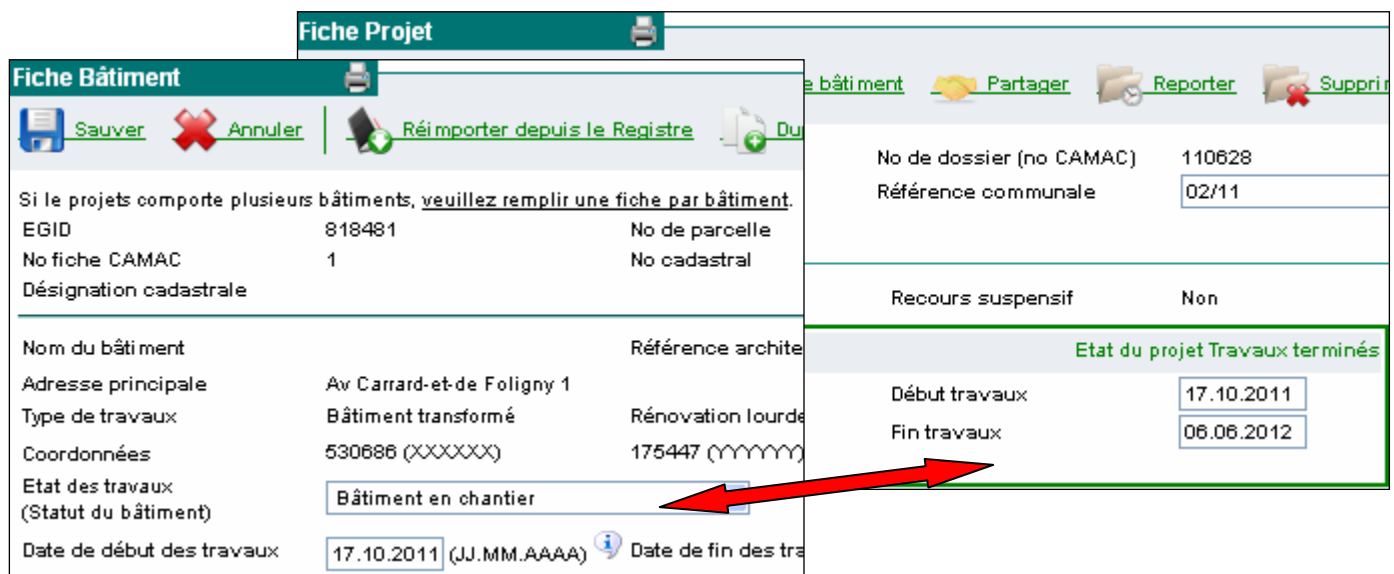 Fiche Projet
e bâtiment Partager Reporter Supprir
No de dossier (no CAMAC) 110628
Référence communale 02/11
Recours suspensif Non
Etat du projet Travaux terminés
Début travaux 17.10.2011
Fin travaux 06.06.2012
Fiche Bâtiment
Sauver Annuler Réimporter depuis le Registre Du
Si le projets comporte plusieurs bâtiments, veuillez remplir une fiche par bâtiment.
EGID 818481 No de parcelle
No fiche CAMAC 1 No cadastral
Désignation cadastrale
Nom du bâtiment Référence archite
Adresse principale Av Carrard-et-de Foligny 1
Type de travaux Bâtiment transformé Rénovation lourde
Coordonnées 530686 (XXXXXX) 175447 (YYYYYY)
Etat des travaux
(Statut du bâtiment) Bâtiment en chantier
Date de début des travaux 17.10.2011 (JJ.MM.AAAA) Date de fin des tra